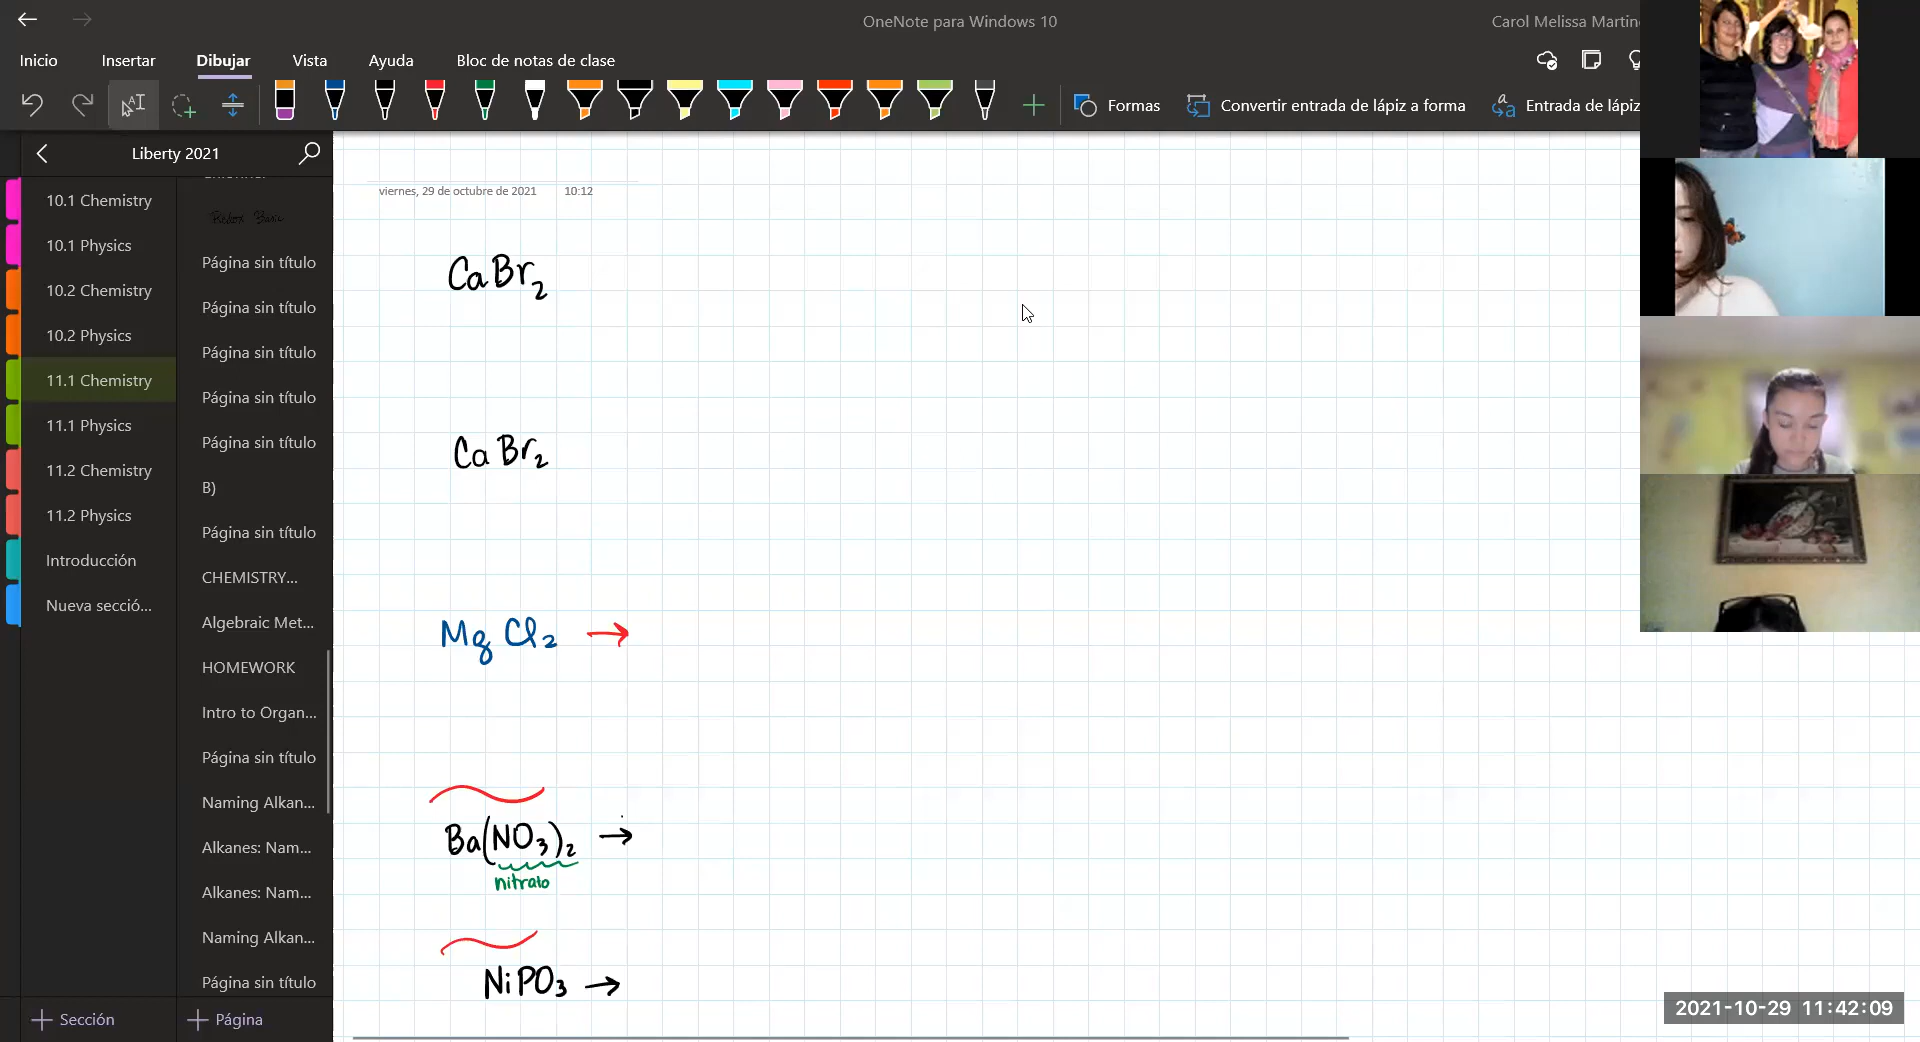 OneNote para Windows 10
Carol Melissa Martin
Inicio
Insertar
Dibujar
Vista
Ayuda
Bloc de notas de clase
Formas
Convertir entrada de lápiz a forma
Entrada de lápiz
Liberty 2021
10.1 Chemistry
10.1 Physics
10.2 Chemistry
10.2 Physics
11.1 Chemistry
11.1 Physics
11.2 Chemistry
11.2 Physics
Introducción
Nueva secció...
Redox Basic
Página sin título
Página sin título
Página sin título
Página sin título
Página sin título
B)
Página sin título
CHEMISTRY...
Algebraic Met...
HOMEWORK
Intro to Organ...
Página sin título
Naming Alkan...
Alkanes: Nam...
Alkanes: Nam...
Naming Alkan...
Página sin título
Sección
Página
viernes, 29 de octubre de 2021 10:12
CaBr₂
CaBr₂
MgCl₂ →
Ba(NO₃)₂ →
nitrato
NiPO₃ →
2021-10-29 11:42:09